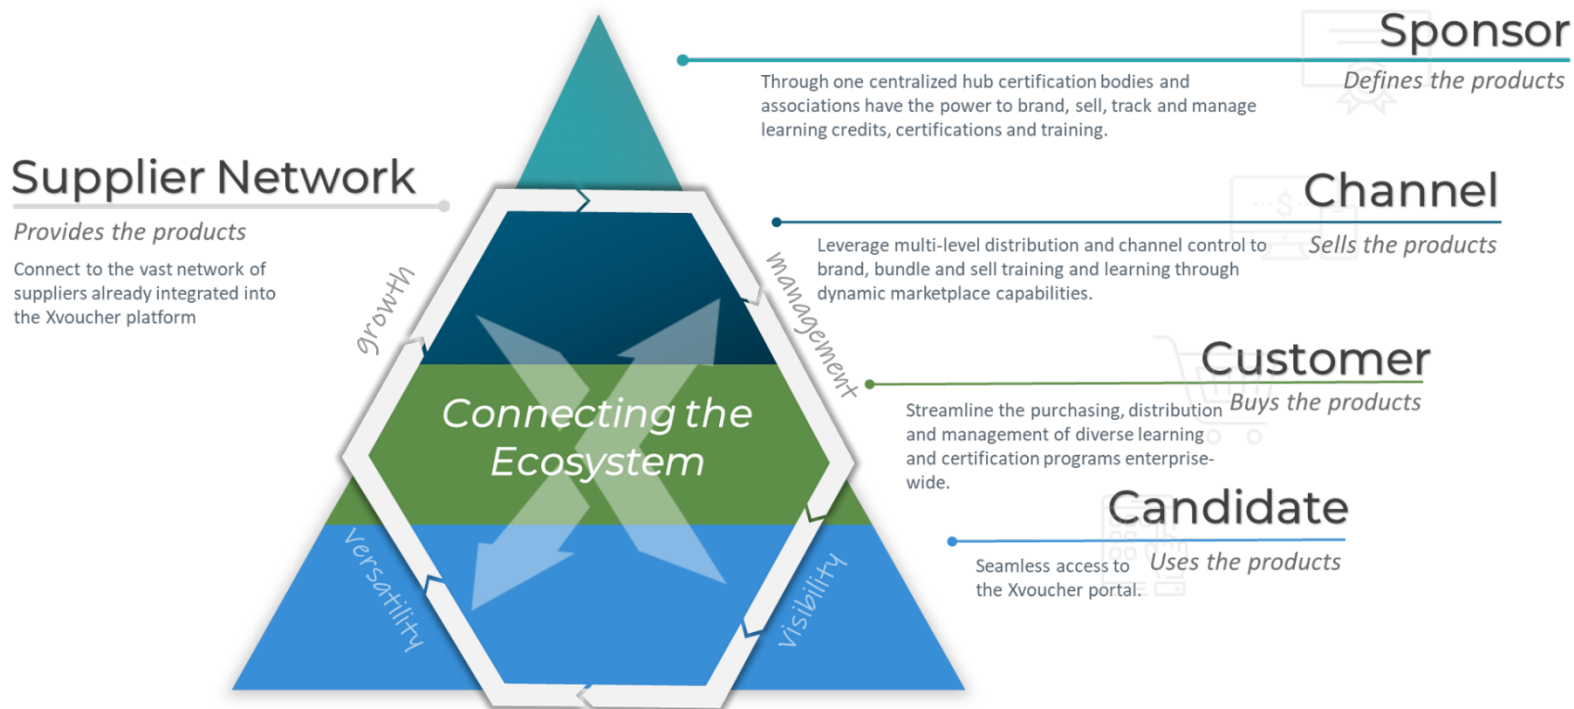 Sponsor
Defines the products
Through one centralized hub certification bodies and
associations have the power to brand, sell, track and manage
learning credits, certifications and training.
Supplier Network
Provides the products
Connect to the vast network of
suppliers already integrated into
the Xvoucher platform
Channel
Sells the products
Leverage multi-level distribution and channel control to
brand, bundle and sell training and learning through
dynamic marketplace capabilities.
growth
management
Customer
Buys the products
Streamline the purchasing, distribution
and management of diverse learning
and certification programs enterprise-
wide.
Connecting the
Ecosystem
Candidate
Uses the products
Seamless access to
the Xvoucher portal.
versatility
visibility